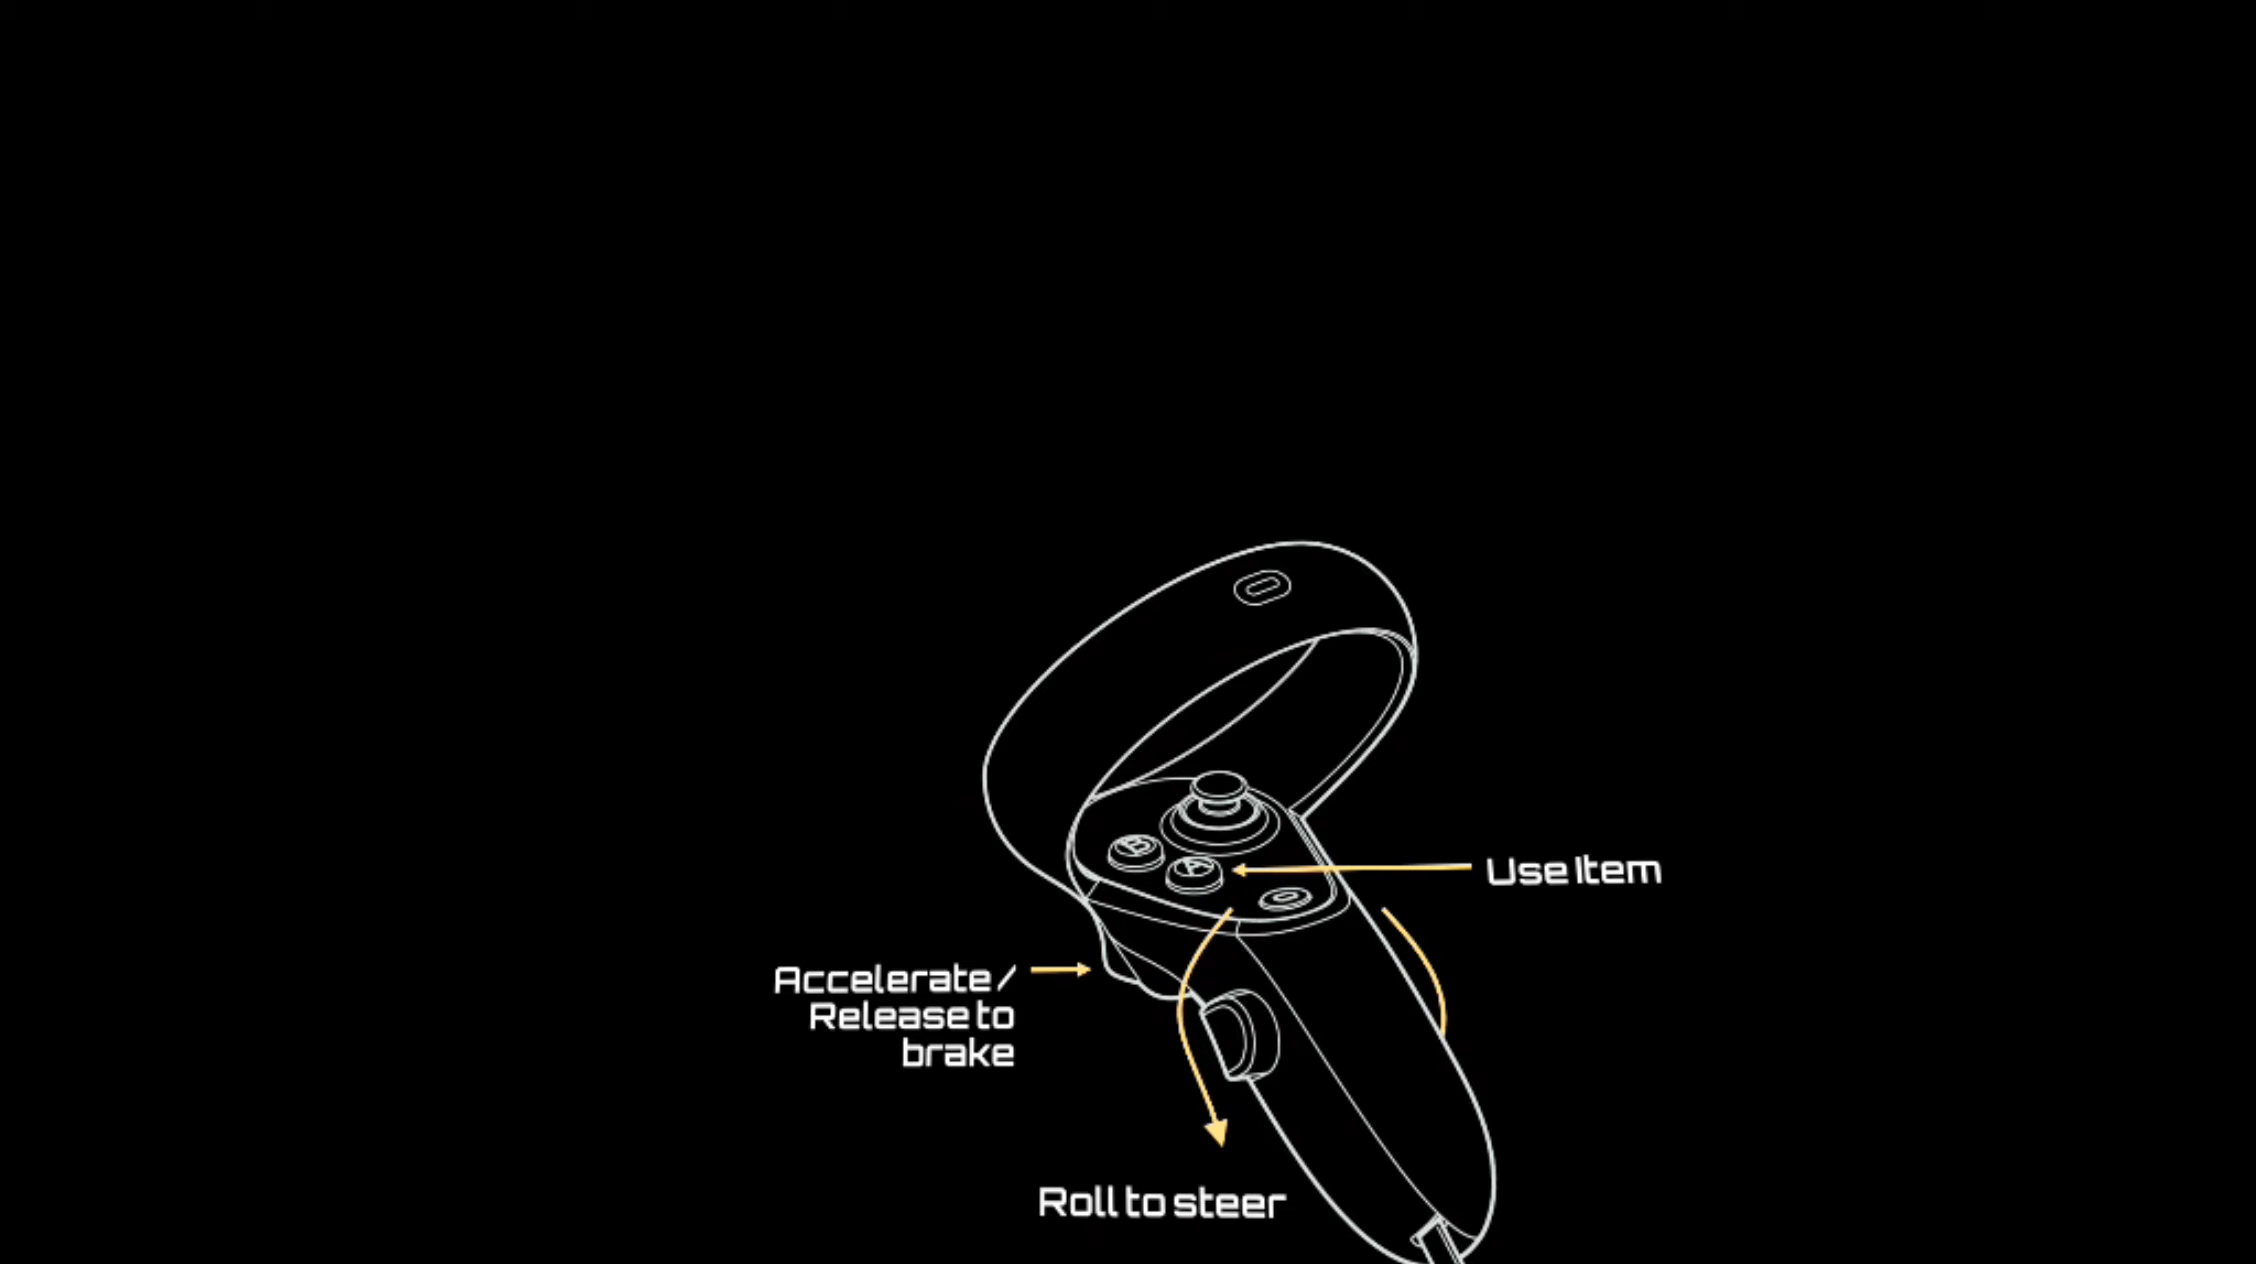 B
A
Use Item
Accelerate /
Release to
brake
Roll to steer